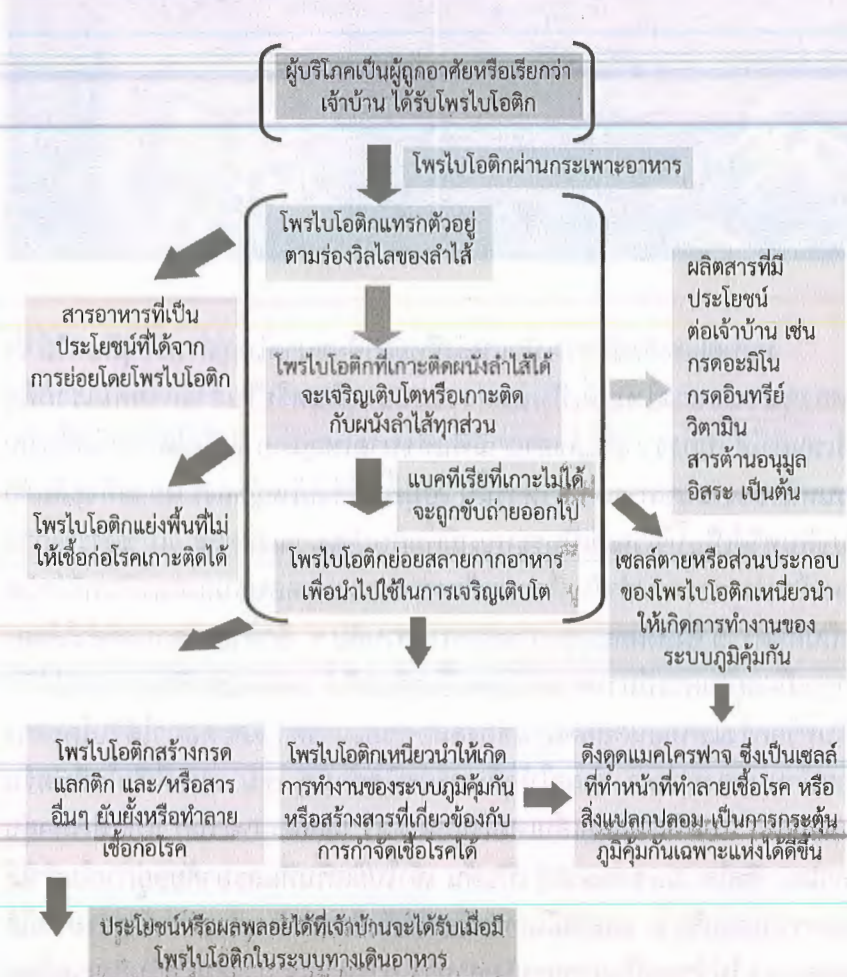 ผู้บริโภคเป็นผู้ถูกอาศัยหรือเรียกว่า
เจ้าบ้าน ได้รับโพรไบโอติก
โพรไบโอติกผ่านกระเพาะอาหาร
โพรไบโอติกแทรกตัวอยู่
ตามร่องวิลไลของลำไส้
สารอาหารที่เป็น
ประโยชน์ที่ได้จาก
การย่อยโดยโพรไบโอติก
โพรไบโอติกที่เกาะติดผนังลำไส้ได้
จะเจริญเติบโตหรือเกาะติด
กับผนังลำไส้ทุกส่วน
ผลิตสารที่มี
ประโยชน์
ต่อเจ้าบ้าน เช่น
กรดอะมิโน
กรดอินทรีย์
วิตามิน
สารต้านอนุมูล
อิสระ เป็นต้น
แบคทีเรียที่เกาะไม่ได้
จะถูกขับถ่ายออกไป
โพรไบโอติกแย่งพื้นที่ไม่
ให้เชื้อก่อโรคเกาะติดได้
โพรไบโอติกย่อยสลายกากอาหาร
เพื่อนำไปใช้ในการเจริญเติบโต
เซลล์ตายหรือส่วนประกอบ
ของโพรไบโอติกเหนี่ยวนำ
ให้เกิดการทำงานของ
ระบบภูมิคุ้มกัน
โพรไบโอติกสร้างกรด
แลกติก และ/หรือสาร
อื่นๆ ยับยั้งหรือทำลาย
เชื้อก่อโรค
โพรไบโอติกเหนี่ยวนำให้เกิด
การทำงานของระบบภูมิคุ้มกัน
หรือสร้างสารที่เกี่ยวข้องกับ
การกำจัดเชื้อโรคได้
ดึงดูดแมคโครฟาจ ซึ่งเป็นเซลล์
ที่ทำหน้าที่ทำลายเชื้อโรค หรือ
สิ่งแปลกปลอม เป็นการกระตุ้น
ภูมิคุ้มกันเฉพาะแห่งได้ดีขึ้น
ประโยชน์หรือผลพลอยได้ที่เจ้าบ้านจะได้รับเมื่อมี
โพรไบโอติกในระบบทางเดินอาหาร